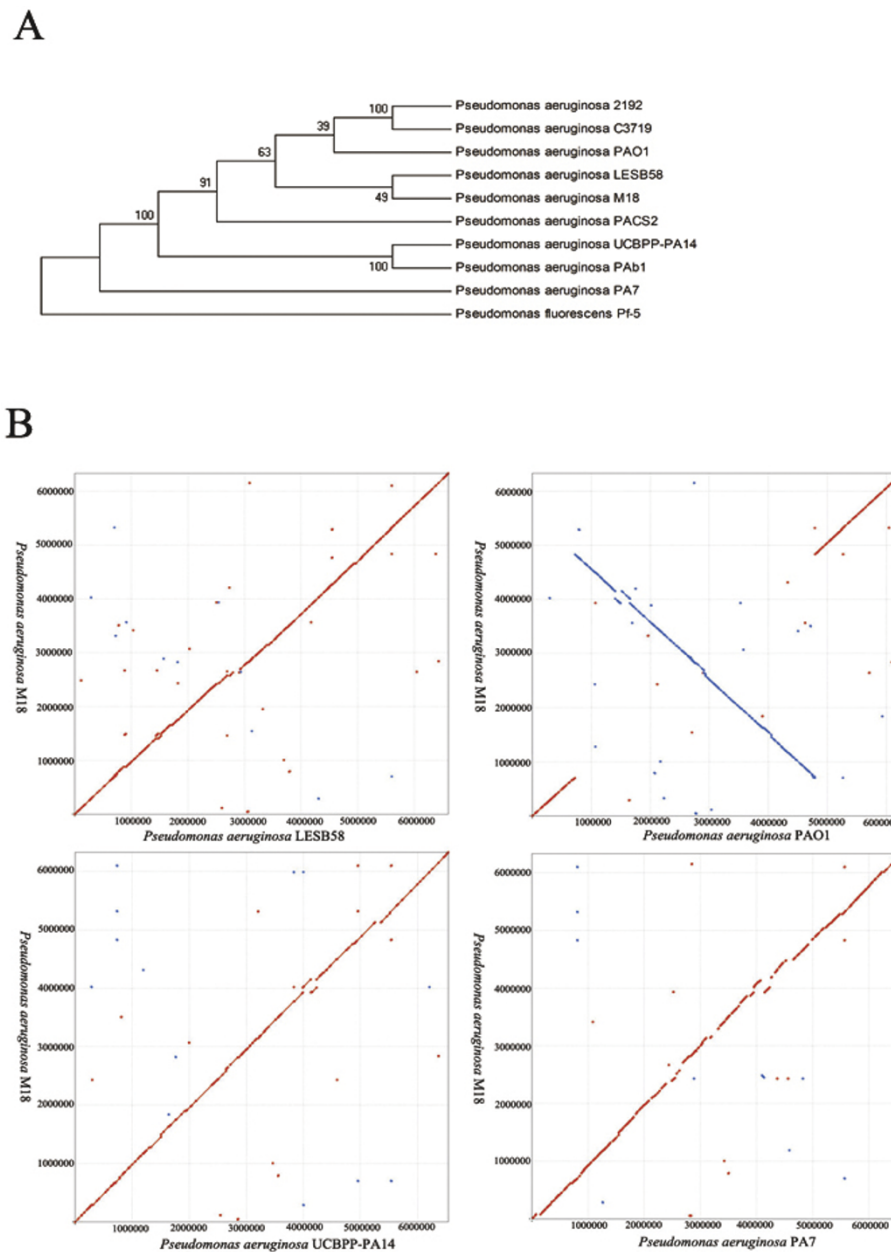 A
100
Pseudomonas aeruginosa 2192
39
Pseudomonas aeruginosa C3719
63
Pseudomonas aeruginosa PAO1
91
Pseudomonas aeruginosa LESB58
49
Pseudomonas aeruginosa M18
100
Pseudomonas aeruginosa PACS2
Pseudomonas aeruginosa UCBPP-PA14
100
Pseudomonas aeruginosa PAb1
Pseudomonas aeruginosa PA7
Pseudomonas fluorescens Pf-5
B
6000000
5000000
4000000
3000000
2000000
1000000
Pseudomonas aeruginosa M18
1000000 2000000 3000000 4000000 5000000 6000000
Pseudomonas aeruginosa LESB58
6000000
5000000
4000000
3000000
2000000
1000000
Pseudomonas aeruginosa M18
1000000 2000000 3000000 4000000 5000000
Pseudomonas aeruginosa PAO1
6000000
5000000
4000000
3000000
2000000
1000000
Pseudomonas aeruginosa M18
1000000 2000000 3000000 4000000 5000000 6000000
Pseudomonas aeruginosa UCBPP-PA14
6000000
5000000
4000000
3000000
2000000
1000000
Pseudomonas aeruginosa M18
1000000 2000000 3000000 4000000 5000000
Pseudomonas aeruginosa PA7